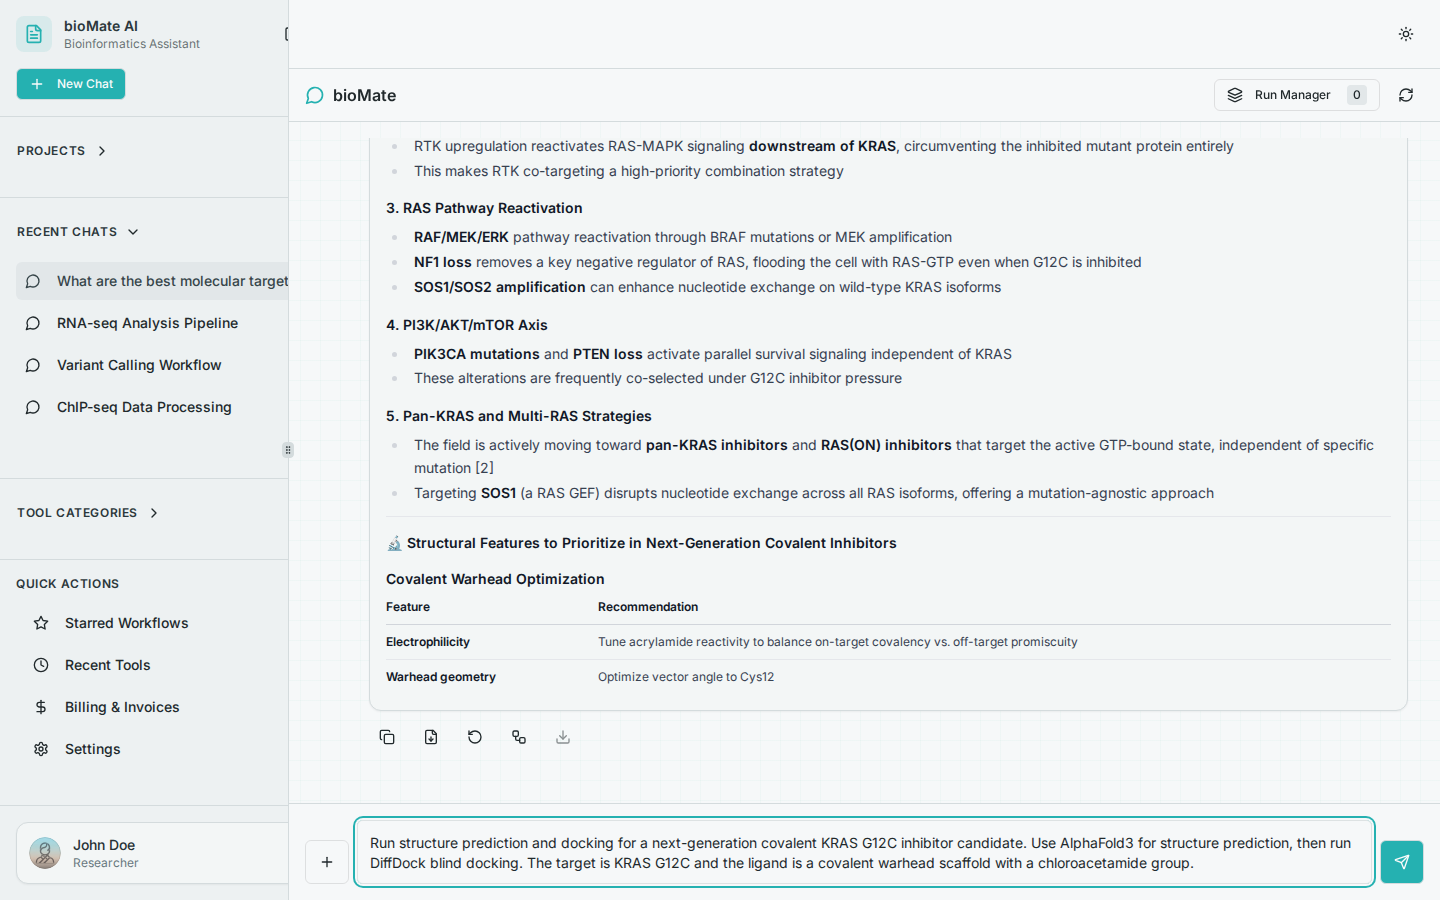 bioMate AI
Bioinformatics Assistant
New Chat
PROJECTS
RECENT CHATS
What are the best molecular target
RNA-seq Analysis Pipeline
Variant Calling Workflow
ChIP-seq Data Processing
TOOL CATEGORIES
QUICK ACTIONS
Starred Workflows
Recent Tools
Billing & Invoices
Settings
John Doe
Researcher
bioMate
Run Manager 0
RTK upregulation reactivates RAS-MAPK signaling downstream of KRAS, circumventing the inhibited mutant protein entirely
This makes RTK co-targeting a high-priority combination strategy
3. RAS Pathway Reactivation
RAF/MEK/ERK pathway reactivation through BRAF mutations or MEK amplification
NF1 loss removes a key negative regulator of RAS, flooding the cell with RAS-GTP even when G12C is inhibited
SOS1/SOS2 amplification can enhance nucleotide exchange on wild-type KRAS isoforms
4. PI3K/AKT/mTOR Axis
PIK3CA mutations and PTEN loss activate parallel survival signaling independent of KRAS
These alterations are frequently co-selected under G12C inhibitor pressure
5. Pan-KRAS and Multi-RAS Strategies
The field is actively moving toward pan-KRAS inhibitors and RAS(ON) inhibitors that target the active GTP-bound state, independent of specific
mutation [2]
Targeting SOS1 (a RAS GEF) disrupts nucleotide exchange across all RAS isoforms, offering a mutation-agnostic approach
🔬 Structural Features to Prioritize in Next-Generation Covalent Inhibitors
Covalent Warhead Optimization
Feature Recommendation
Electrophilicity Tune acrylamide reactivity to balance on-target covalency vs. off-target promiscuity
Warhead geometry Optimize vector angle to Cys12
Run structure prediction and docking for a next-generation covalent KRAS G12C inhibitor candidate. Use AlphaFold3 for structure prediction, then run
DiffDock blind docking. The target is KRAS G12C and the ligand is a covalent warhead scaffold with a chloroacetamide group.